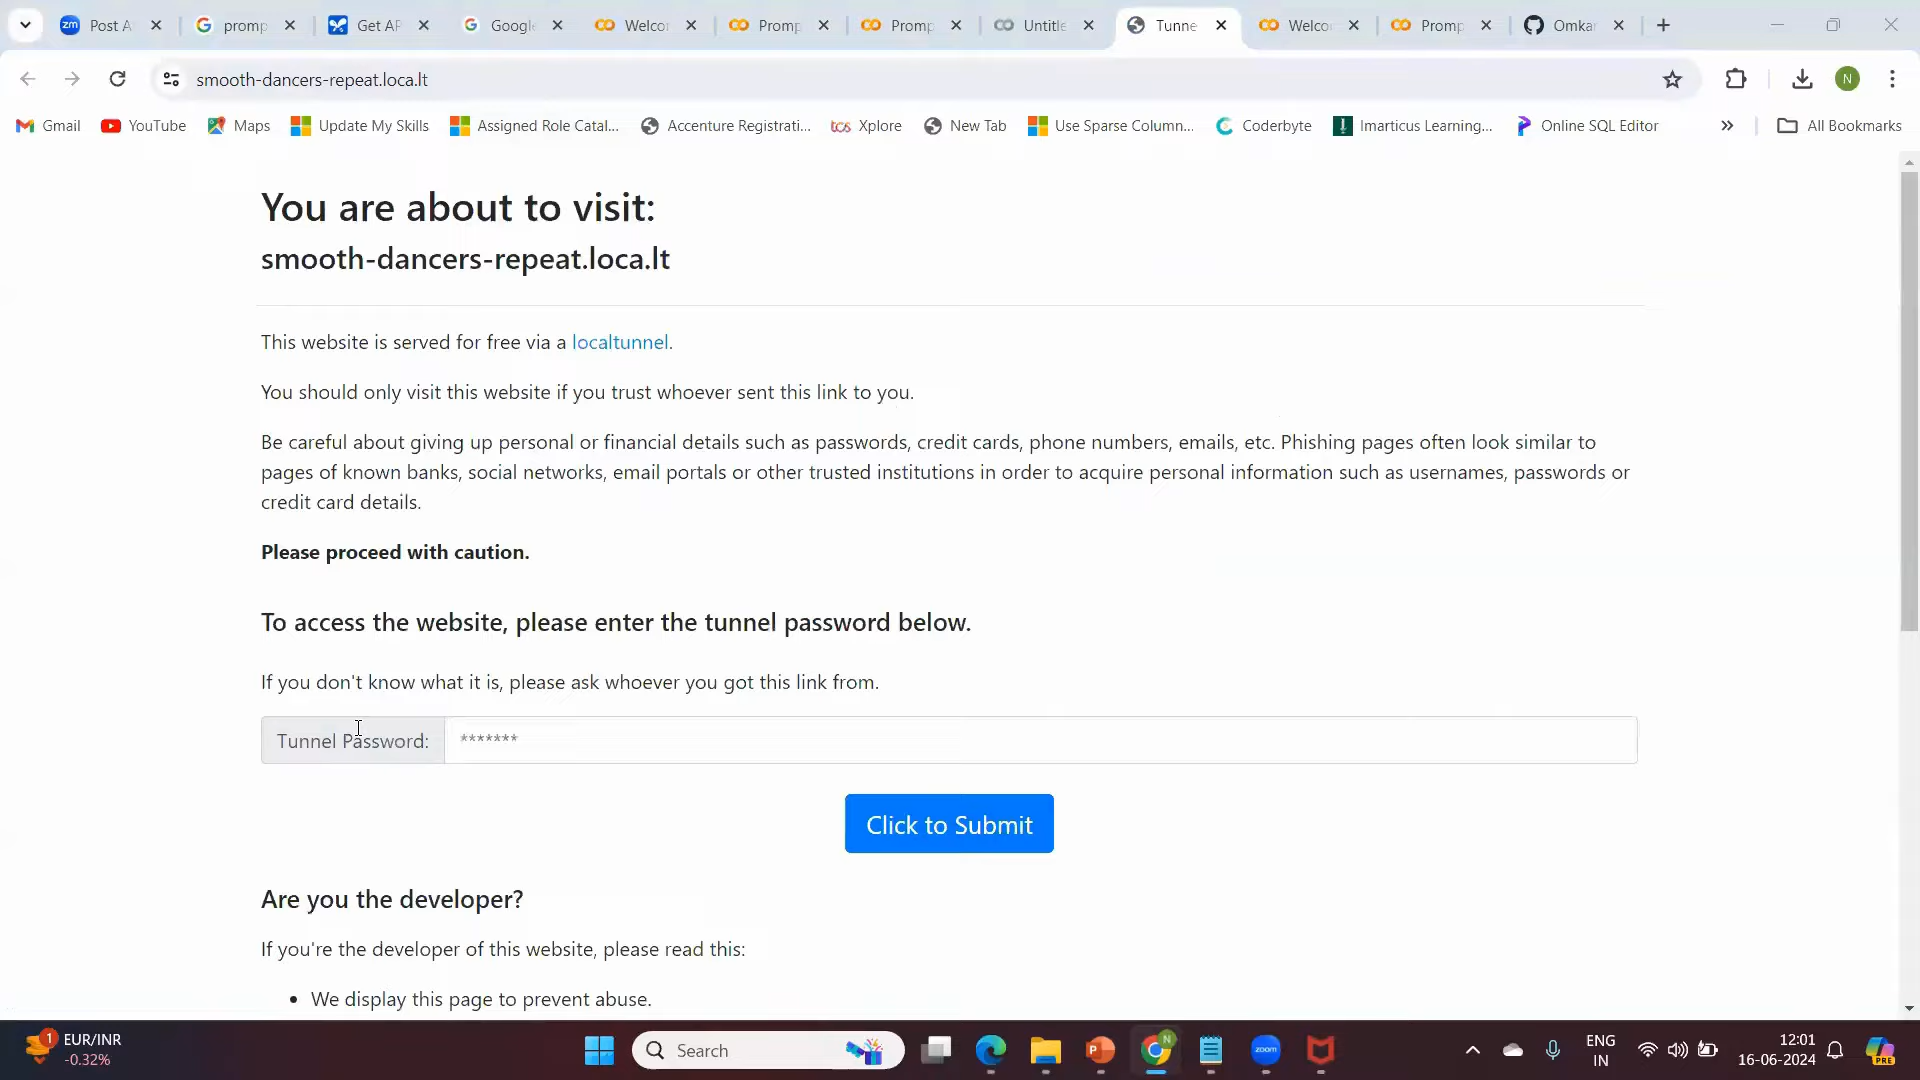 Post A
promp
Get AP
Google
Welco
Promp
Promp
Untitle
Tunne
Welco
Promp
Omkar
smooth-dancers-repeat.loca.lt
N
Gmail
YouTube
Maps
Update My Skills
Assigned Role Catal...
Accenture Registrati...
tcs Xplore
New Tab
Use Sparse Column...
Coderbyte
Imarticus Learning...
Online SQL Editor
All Bookmarks
You are about to visit:
smooth-dancers-repeat.loca.lt
This website is served for free via a localtunnel.
You should only visit this website if you trust whoever sent this link to you.
Be careful about giving up personal or financial details such as passwords, credit cards, phone numbers, emails, etc. Phishing pages often look similar to
pages of known banks, social networks, email portals or other trusted institutions in order to acquire personal information such as usernames, passwords or
credit card details.
Please proceed with caution.
To access the website, please enter the tunnel password below.
If you don't know what it is, please ask whoever you got this link from.
Tunnel Password: *******
Click to Submit
Are you the developer?
If you're the developer of this website, please read this:
• We display this page to prevent abuse.
1
EUR/INR
-0.32%
Search
zoom
ENG
IN
12:01
16-06-2024
PRE